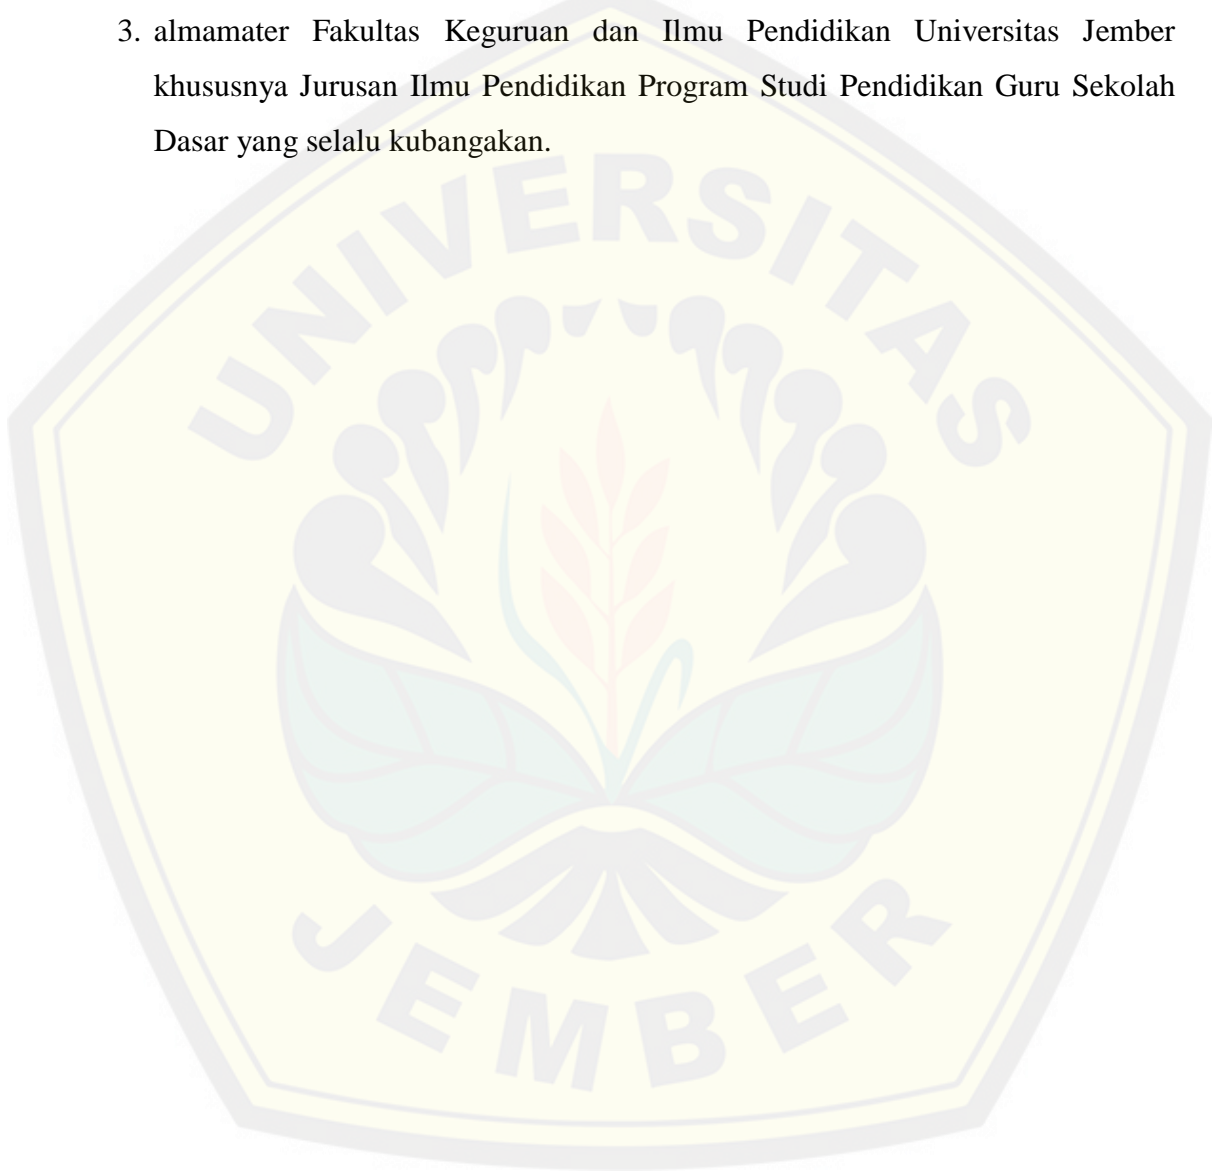 3. almamater Fakultas Keguruan dan Ilmu Pendidikan Universitas Jember
khususnya Jurusan Ilmu Pendidikan Program Studi Pendidikan Guru Sekolah
Dasar yang selalu kubangakan.
UNIVERSITAS
JEMBER